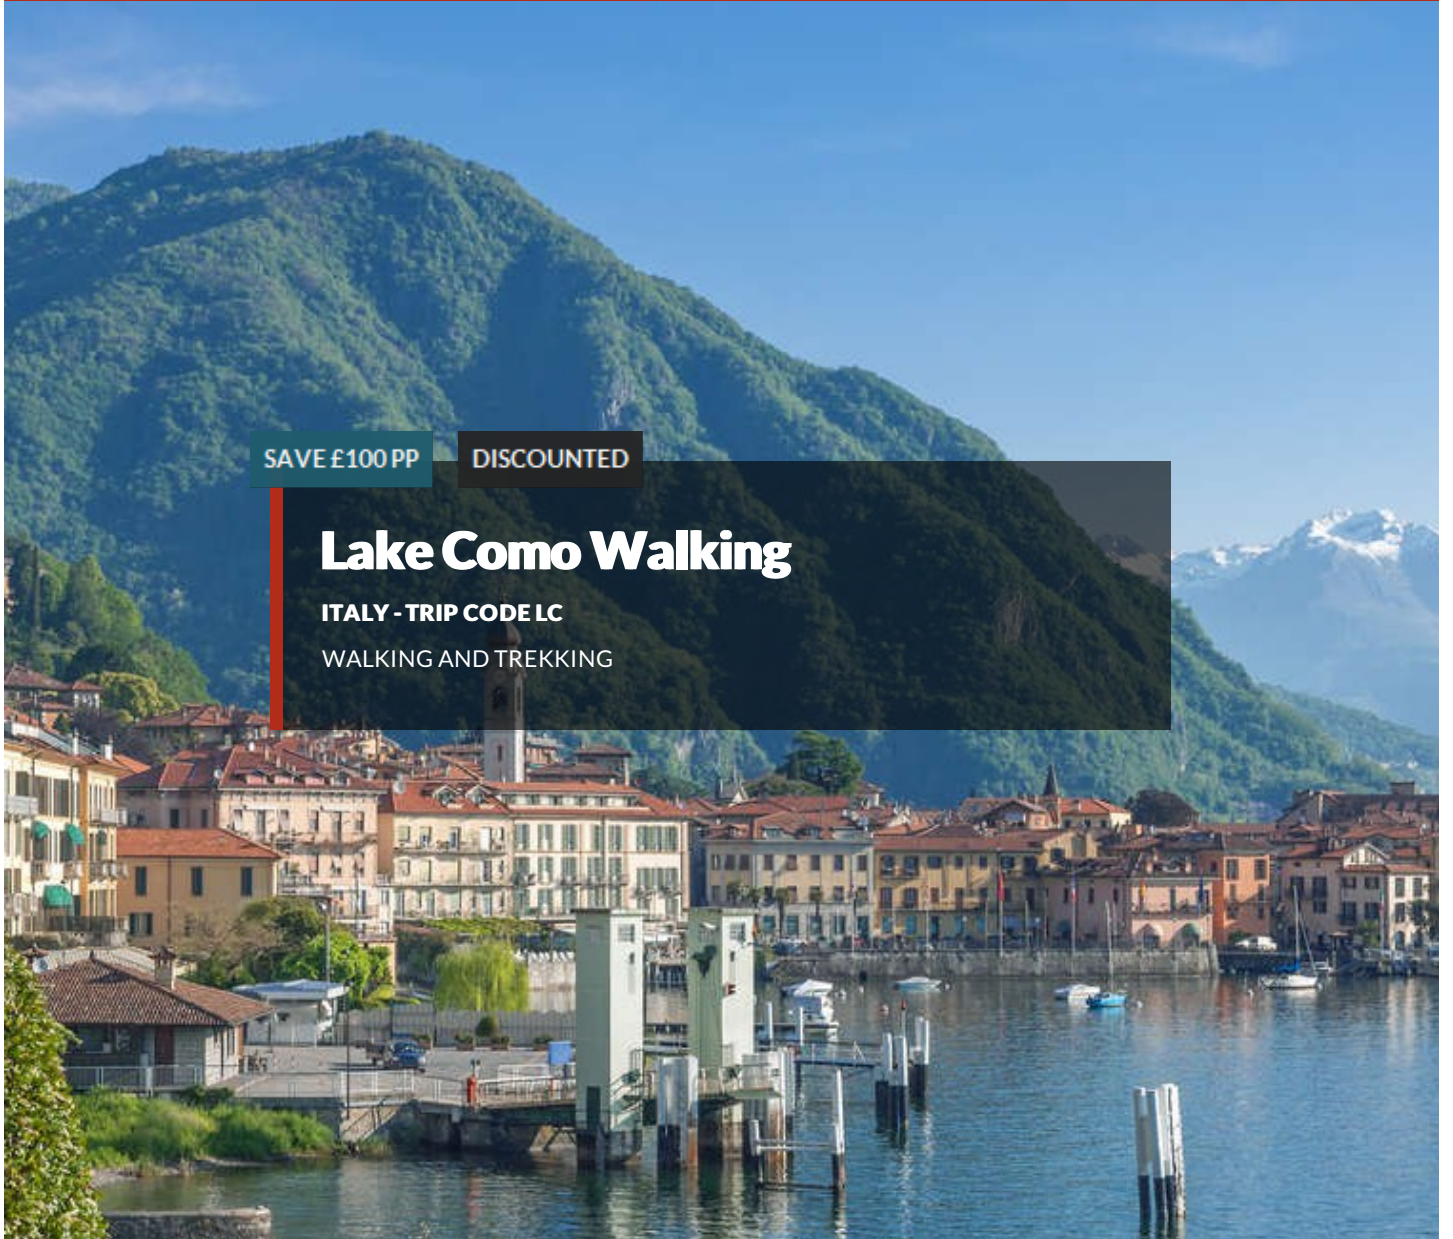 SAVE £100 PP
DISCOUNTED
Lake Como Walking
ITALY - TRIP CODE LC
WALKING AND TREKKING